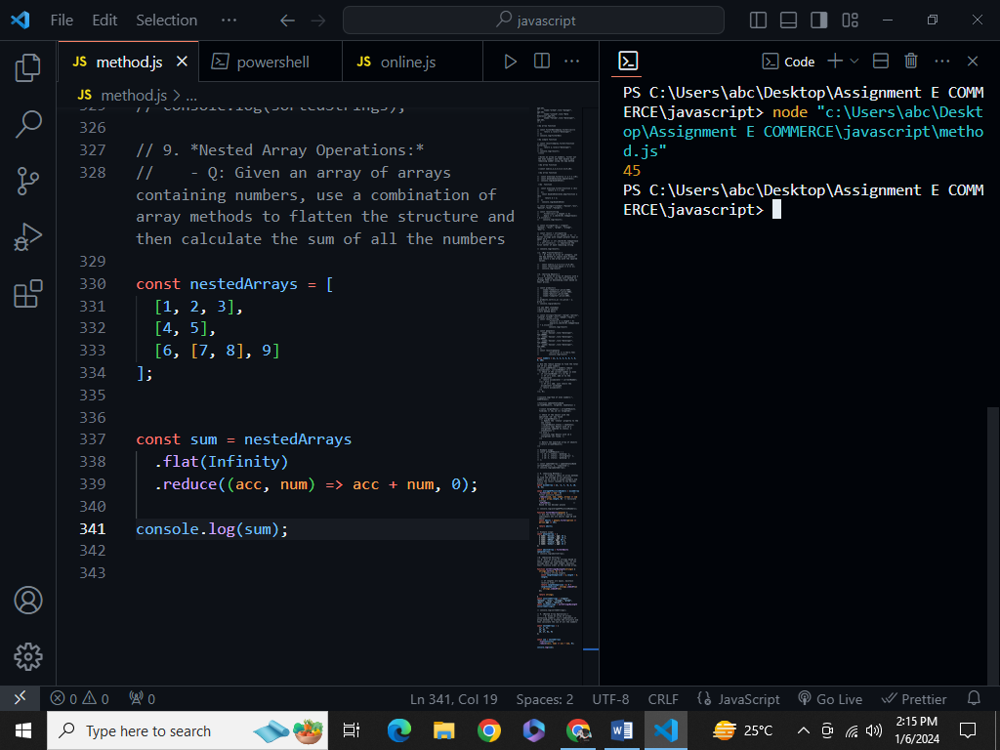 File Edit Selection ··· javascript
JS method.js × powershell JS online.js ··· Code ···
JS method.js > ...
// console.log(sortedStrings);
326
327 // 9. *Nested Array Operations:*
328 //    - Q: Given an array of arrays
containing numbers, use a combination of
array methods to flatten the structure and
then calculate the sum of all the numbers
329
330 const nestedArrays = [
331   [1, 2, 3],
332   [4, 5],
333   [6, [7, 8], 9]
334 ];
335
336
337 const sum = nestedArrays
338   .flat(Infinity)
339   .reduce((acc, num) => acc + num, 0);
340
341 console.log(sum);
342
343
PS C:\Users\abc\Desktop\Assignment E COMM
ERCE\javascript> node "c:\Users\abc\Deskt
op\Assignment E COMMERCE\javascript\metho
d.js"
45
PS C:\Users\abc\Desktop\Assignment E COMM
ERCE\javascript>
0 0 0 Ln 341, Col 19 Spaces: 2 UTF-8 CRLF JavaScript Go Live Prettier
Type here to search 25°C 2:15 PM
1/6/2024